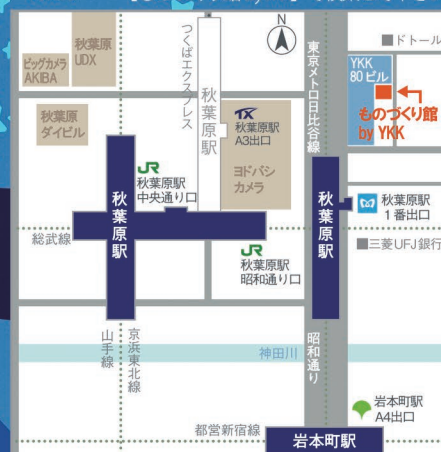 ビッグカメラ
AKIBA
秋葉原
UDX
つくばエクスプレス
秋葉原駅
N
東京メトロ日比谷線
ドトール
YKK
80ビル
ものづくり館
by YKK
秋葉原
ダイビル
TX
秋葉原駅
A3出口
ヨドバシ
カメラ
JR
秋葉原駅
中央通り口
秋葉原駅
秋葉原駅
秋葉原駅
1番出口
総武線
JR
秋葉原駅
昭和通り口
三菱UFJ銀行
山手線
京浜東北線
神田川
昭和通り
岩本町駅
A4出口
都営新宿線
岩本町駅